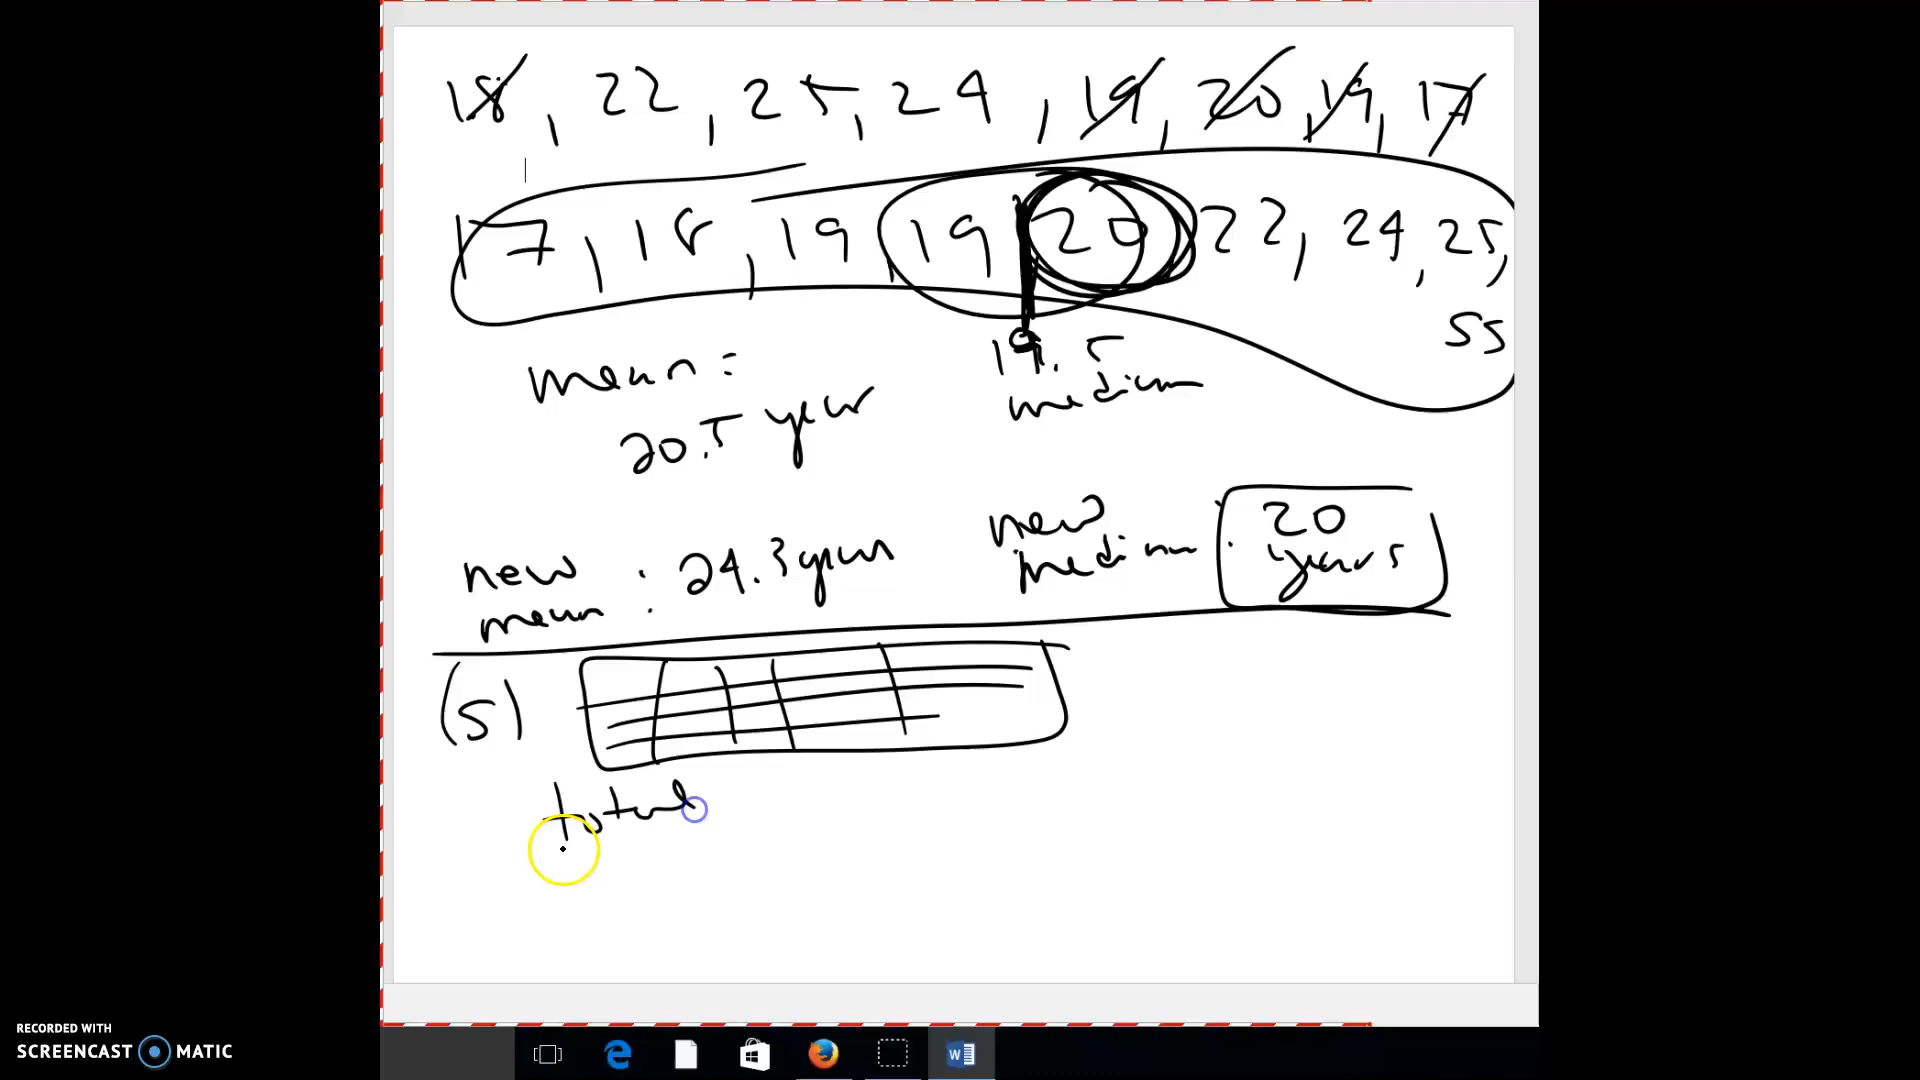 18, 22, 25, 24, 19, 20, 19, 17
17, 18, 19, 19 20 22, 24, 25,
55
mean =
20.5 year
19.5
median
new
mean : 24.3 years
new
median : 20
years
(5)
total
RECORDED WITH
SCREENCAST MATIC